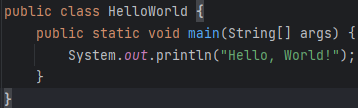 public class HelloWorld {
    public static void main(String[] args) {
        System.out.println("Hello, World!");
    }
}